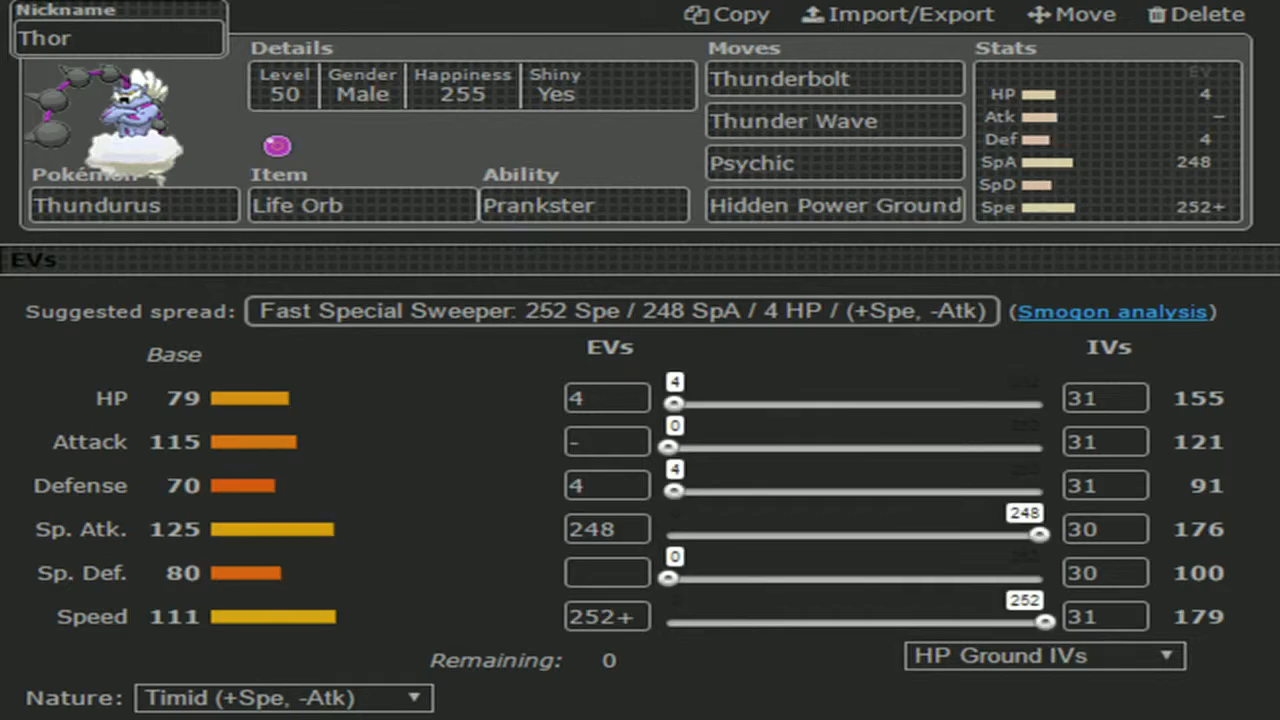 Nickname
Thor
Copy Import/Export Move Delete
Details
Level Gender Happiness Shiny
50 Male 255 Yes
Pokémon Item Ability
Thundurus Life Orb Prankster
Moves
Thunderbolt
Thunder Wave
Psychic
Hidden Power Ground
Stats
EV
HP 4
Atk –
Def 4
SpA 248
SpD
Spe 252+
EVs
Suggested spread: Fast Special Sweeper: 252 Spe / 248 SpA / 4 HP / (+Spe, -Atk) (Smogon analysis)
Base EVs IVs
HP 79 4 4 31 155
Attack 115 - 0 31 121
Defense 70 4 4 31 91
Sp. Atk. 125 248 248 30 176
Sp. Def. 80 0 30 100
Speed 111 252+ 252 31 179
Remaining: 0 HP Ground IVs
Nature: Timid (+Spe, -Atk)